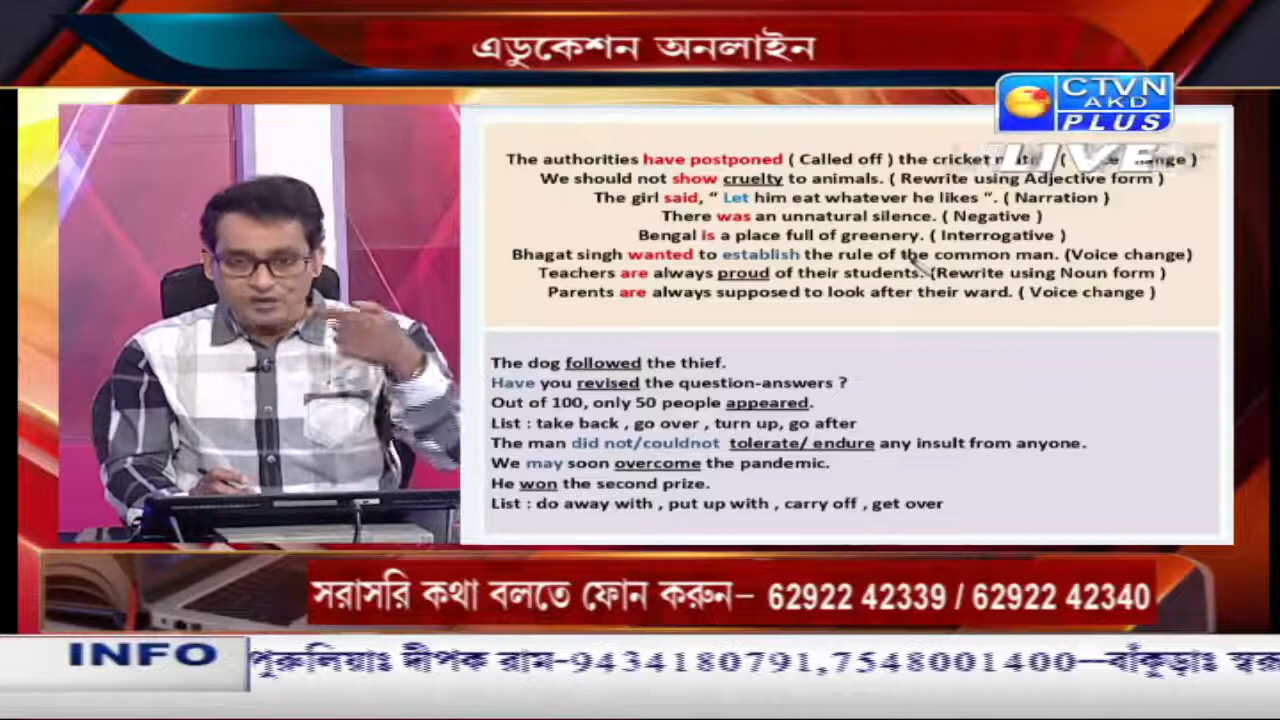 এডুকেশন অনলাইন
CTVN
AKD
PLUS
LIVE
The authorities have postponed ( Called off ) the cricket
We should not show cruelty to animals. ( Rewrite using Adjective form )
The girl said, “ Let him eat whatever he likes “. ( Narration )
There was an unnatural silence. ( Negative )
Bengal is a place full of greenery. ( Interrogative )
Bhagat singh wanted to establish the rule of the common man. (Voice change)
Teachers are always proud of their students. (Rewrite using Noun form )
Parents are always supposed to look after their ward. ( Voice change )
The dog followed the thief.
Have you revised the question-answers ?
Out of 100, only 50 people appeared.
List : take back , go over , turn up, go after
The man did not/couldnot tolerate/ endure any insult from anyone.
We may soon overcome the pandemic.
He won the second prize.
List : do away with , put up with , carry off , get over
সরাসরি কথা বলতে ফোন করুন– 62922 42339 / 62922 42340
INFO পুরুলিয়াঃ দীপক রাম-9434180791,7548001400--বাঁকুড়াঃ